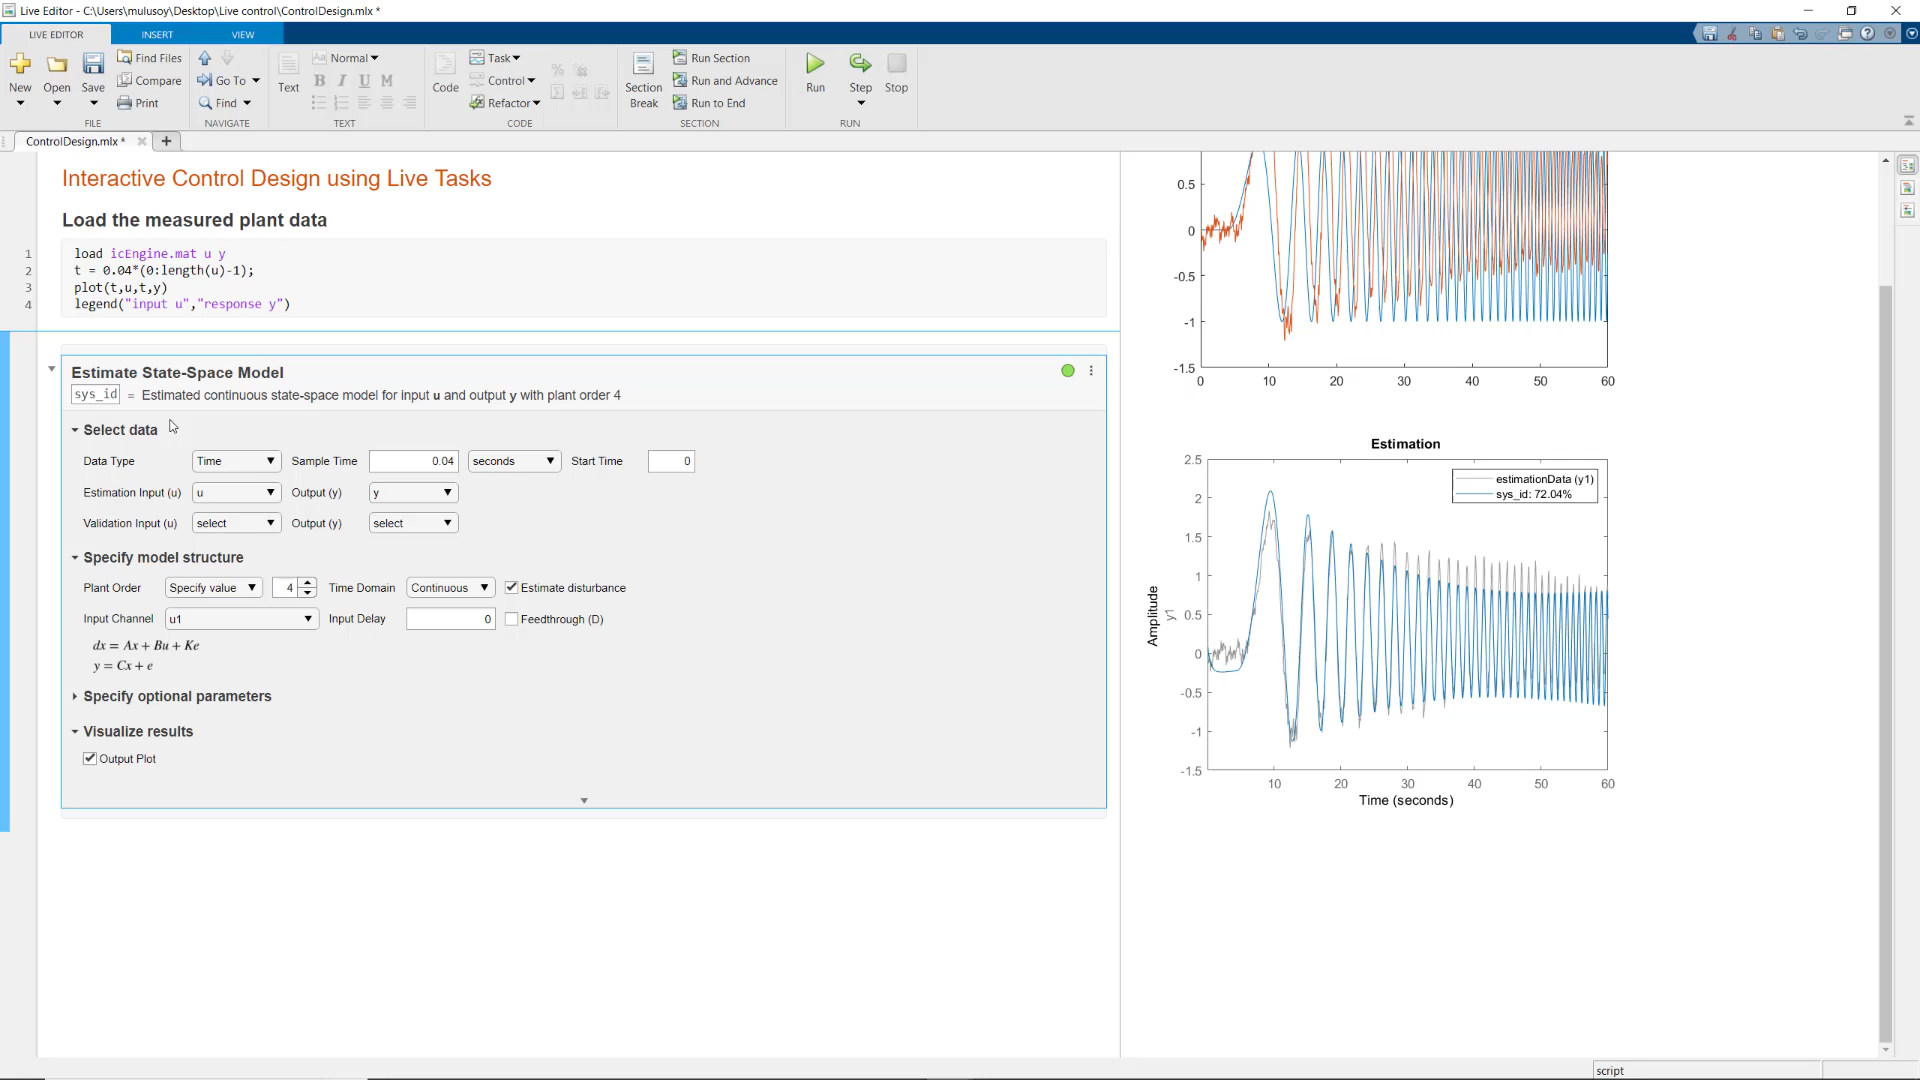 Live Editor - C:\Users\mulusoy\Desktop\Live control\ControlDesign.mlx *
LIVE EDITOR
INSERT
VIEW
New
Open
Save
Find Files
Compare
Print
FILE
Go To
Find
NAVIGATE
Text
Aa Normal
B I U M
TEXT
Code
Task
Control
Refactor
CODE
Section
Break
Run Section
Run and Advance
Run to End
SECTION
Run
Step
Stop
RUN
ControlDesign.mlx *
Interactive Control Design using Live Tasks
Load the measured plant data
1 load icEngine.mat u y
2 t = 0.04*(0:length(u)-1);
3 plot(t,u,t,y)
4 legend("input u","response y")
Estimate State-Space Model
sys_id = Estimated continuous state-space model for input u and output y with plant order 4
Select data
Data Type Time Sample Time 0.04 seconds Start Time 0
Estimation Input (u) u Output (y) y
Validation Input (u) select Output (y) select
Specify model structure
Plant Order Specify value 4 Time Domain Continuous Estimate disturbance
Input Channel u1 Input Delay 0 Feedthrough (D)
dx = Ax + Bu + Ke
y = Cx + e
Specify optional parameters
Visualize results
Output Plot
0.5
0
-0.5
-1
-1.5
0 10 20 30 40 50 60
Estimation
estimationData (y1)
sys_id: 72.04%
2.5
2
1.5
1
0.5
0
-0.5
-1
-1.5
Amplitude
y1
10 20 30 40 50 60
Time (seconds)
script